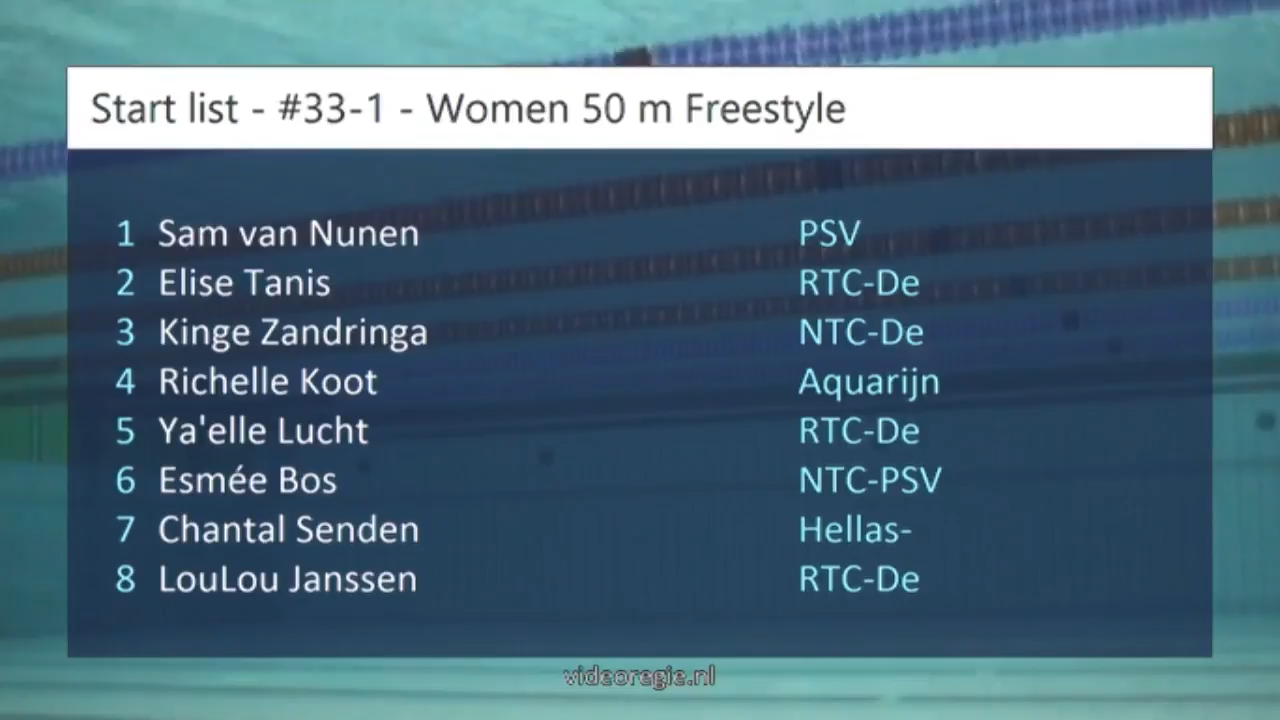 Start list - #33-1 - Women 50 m Freestyle
1 Sam van Nunen PSV
2 Elise Tanis RTC-De
3 Kinge Zandringa NTC-De
4 Richelle Koot Aquarijn
5 Ya'elle Lucht RTC-De
6 Esmée Bos NTC-PSV
7 Chantal Senden Hellas-
8 LouLou Janssen RTC-De
videoregie.nl